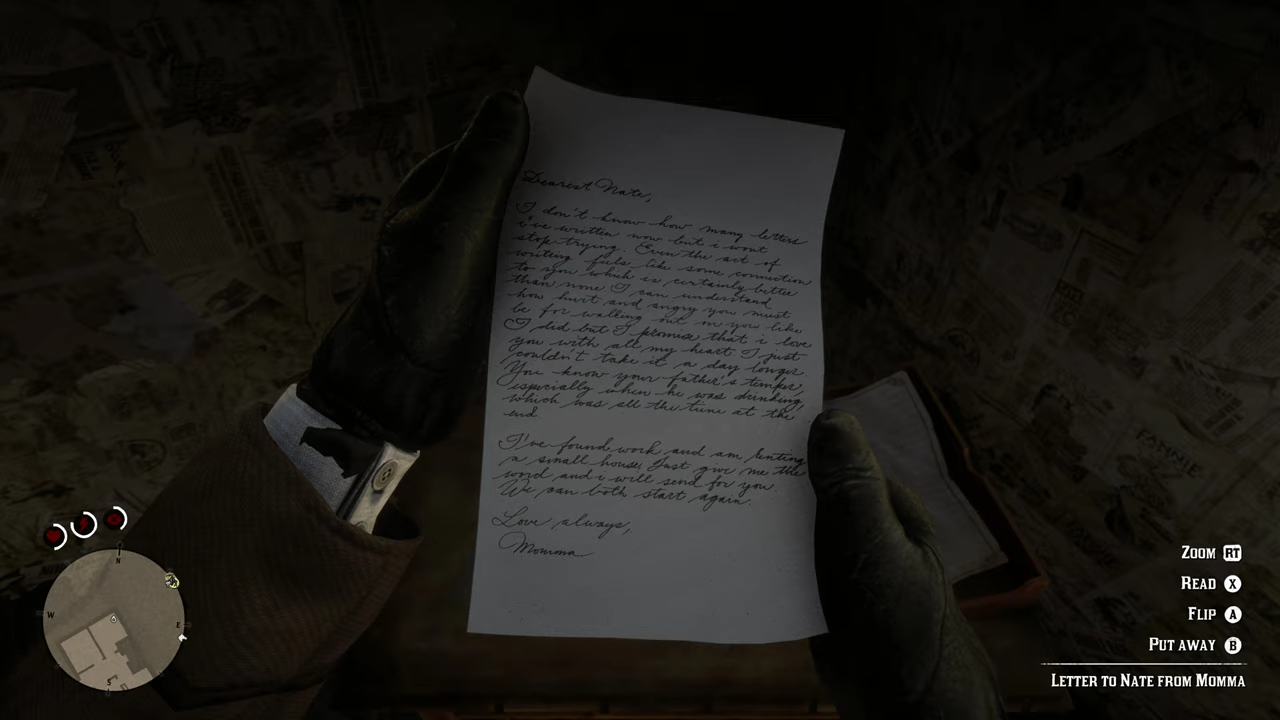 Dearest Nate,
I don't know how many letters
i've written now but i wont
stop trying. Even the act of
writing feels like some connection
to you which is certainly better
than none I can understand
how hurt and angry you must
be for walking out on you like
I did but I promise that i love
you with all my heart I just
couldn't take it a day longer
You know your father's temper,
especially when he was drinking,
which was all the time at the
end
I've found work and am renting
a small house, Just give me the
word and i will send for you.
We can both start again.
Love always,
Momma
FANNIE
N
W
E
S
ZOOM RT
READ X
FLIP A
PUT AWAY B
LETTER TO NATE FROM MOMMA